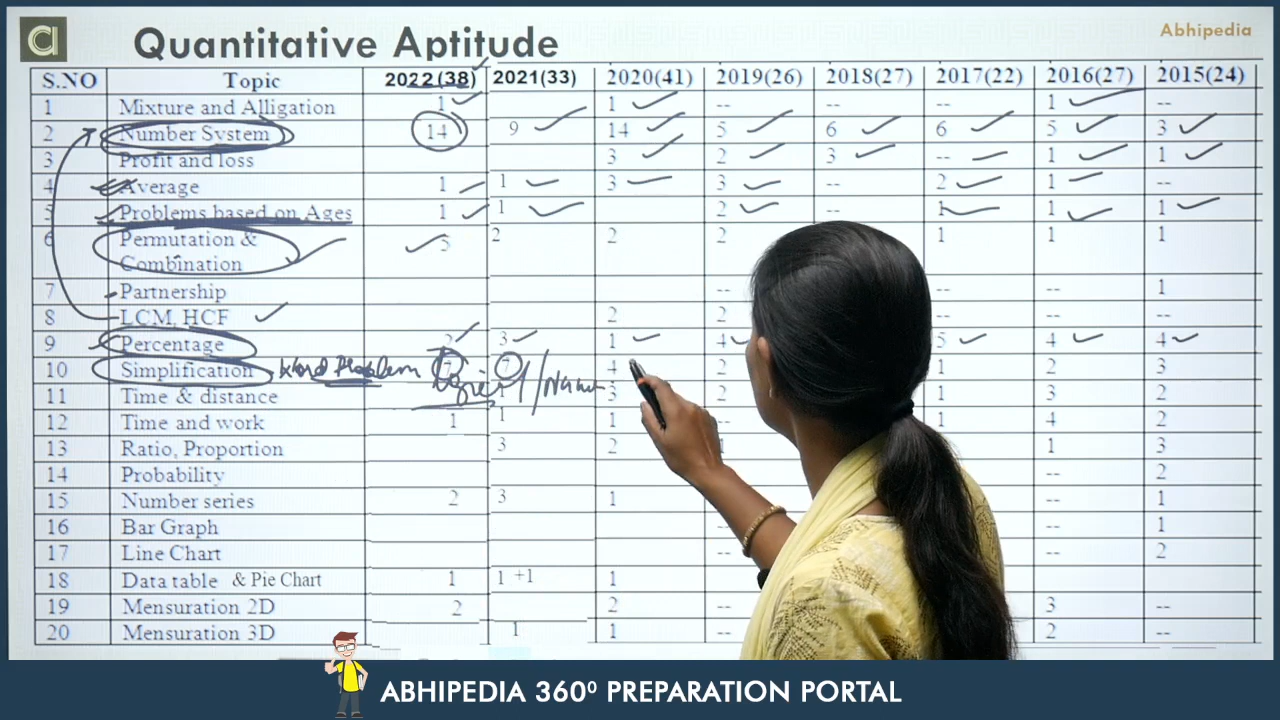 Quantitative Aptitude
Abhipedia
S.NO Topic 2022(38) 2021(33) 2020(41) 2019(26) 2018(27) 2017(22) 2016(27) 2015(24)
1 Mixture and Alligation 1 1 -- -- -- 1 --
2 Number System 14 9 14 5 6 6 5 3
3 Profit and loss 3 2 3 -- 1 1
4 Average 1 1 3 3 -- 2 1 --
5 Problems based on Ages 1 1 2 -- 1 1 1
6 Permutation & 2 2 2 1 1 1
Combination
7 Partnership -- -- -- 1
8 LCM, HCF 2 2 -- -- --
9 Percentage 3 1 4 5 4 4
10 Simplification Word Problem 7 7 4 2 1 2 3
11 Time & distance 3 2 1 3 2
12 Time and work 1 1 1 -- 1 4 2
13 Ratio, Proportion 3 2 1 1 3
14 Probability -- 2
15 Number series 2 3 1 -- 1
16 Bar Graph -- -- 1
17 Line Chart -- -- 2
18 Data table & Pie Chart 1 1 +1 1
19 Mensuration 2D 2 2 3 --
20 Mensuration 3D 1 1 2 --
ABHIPEDIA 360⁰ PREPARATION PORTAL